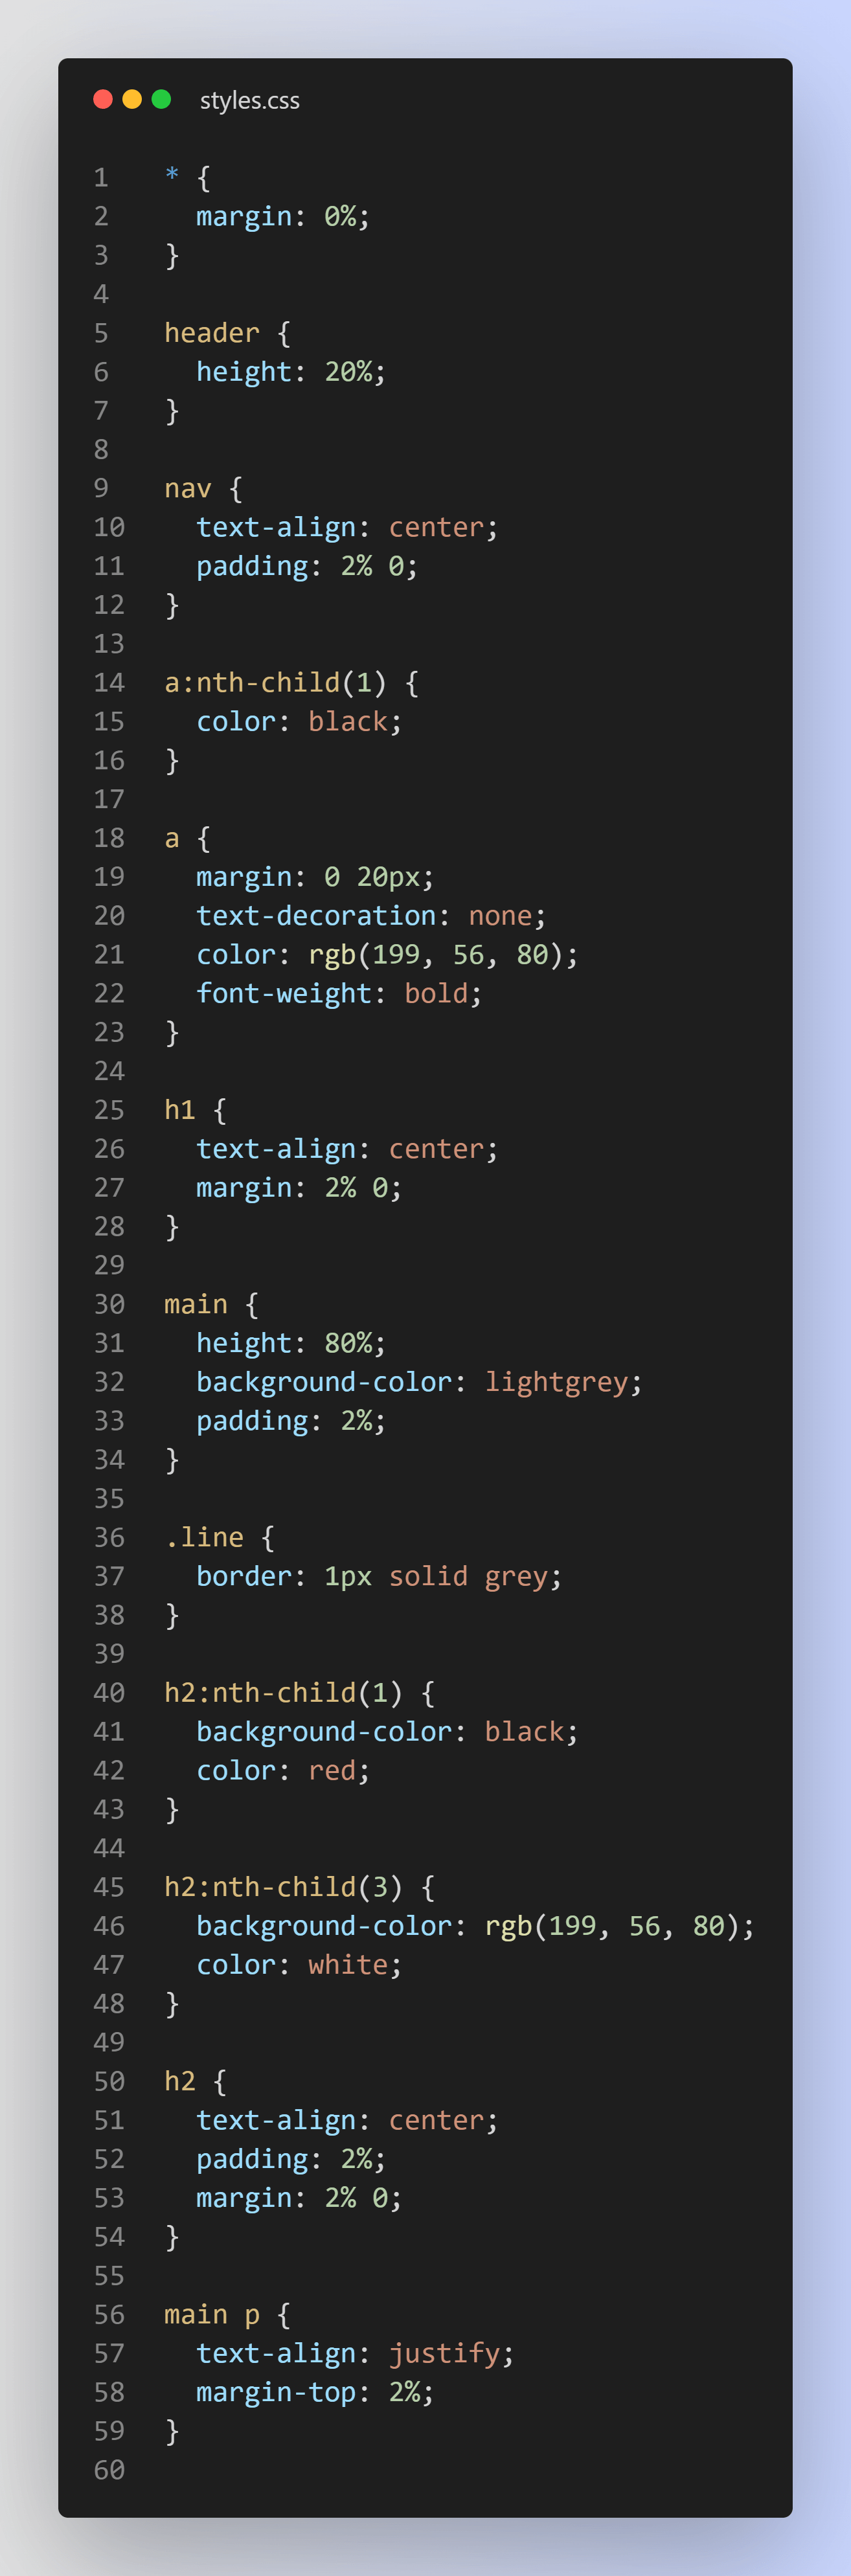 styles.css
1 * {
2   margin: 0%;
3 }
4
5 header {
6   height: 20%;
7 }
8
9 nav {
10   text-align: center;
11   padding: 2% 0;
12 }
13
14 a:nth-child(1) {
15   color: black;
16 }
17
18 a {
19   margin: 0 20px;
20   text-decoration: none;
21   color: rgb(199, 56, 80);
22   font-weight: bold;
23 }
24
25 h1 {
26   text-align: center;
27   margin: 2% 0;
28 }
29
30 main {
31   height: 80%;
32   background-color: lightgrey;
33   padding: 2%;
34 }
35
36 .line {
37   border: 1px solid grey;
38 }
39
40 h2:nth-child(1) {
41   background-color: black;
42   color: red;
43 }
44
45 h2:nth-child(3) {
46   background-color: rgb(199, 56, 80);
47   color: white;
48 }
49
50 h2 {
51   text-align: center;
52   padding: 2%;
53   margin: 2% 0;
54 }
55
56 main p {
57   text-align: justify;
58   margin-top: 2%;
59 }
60